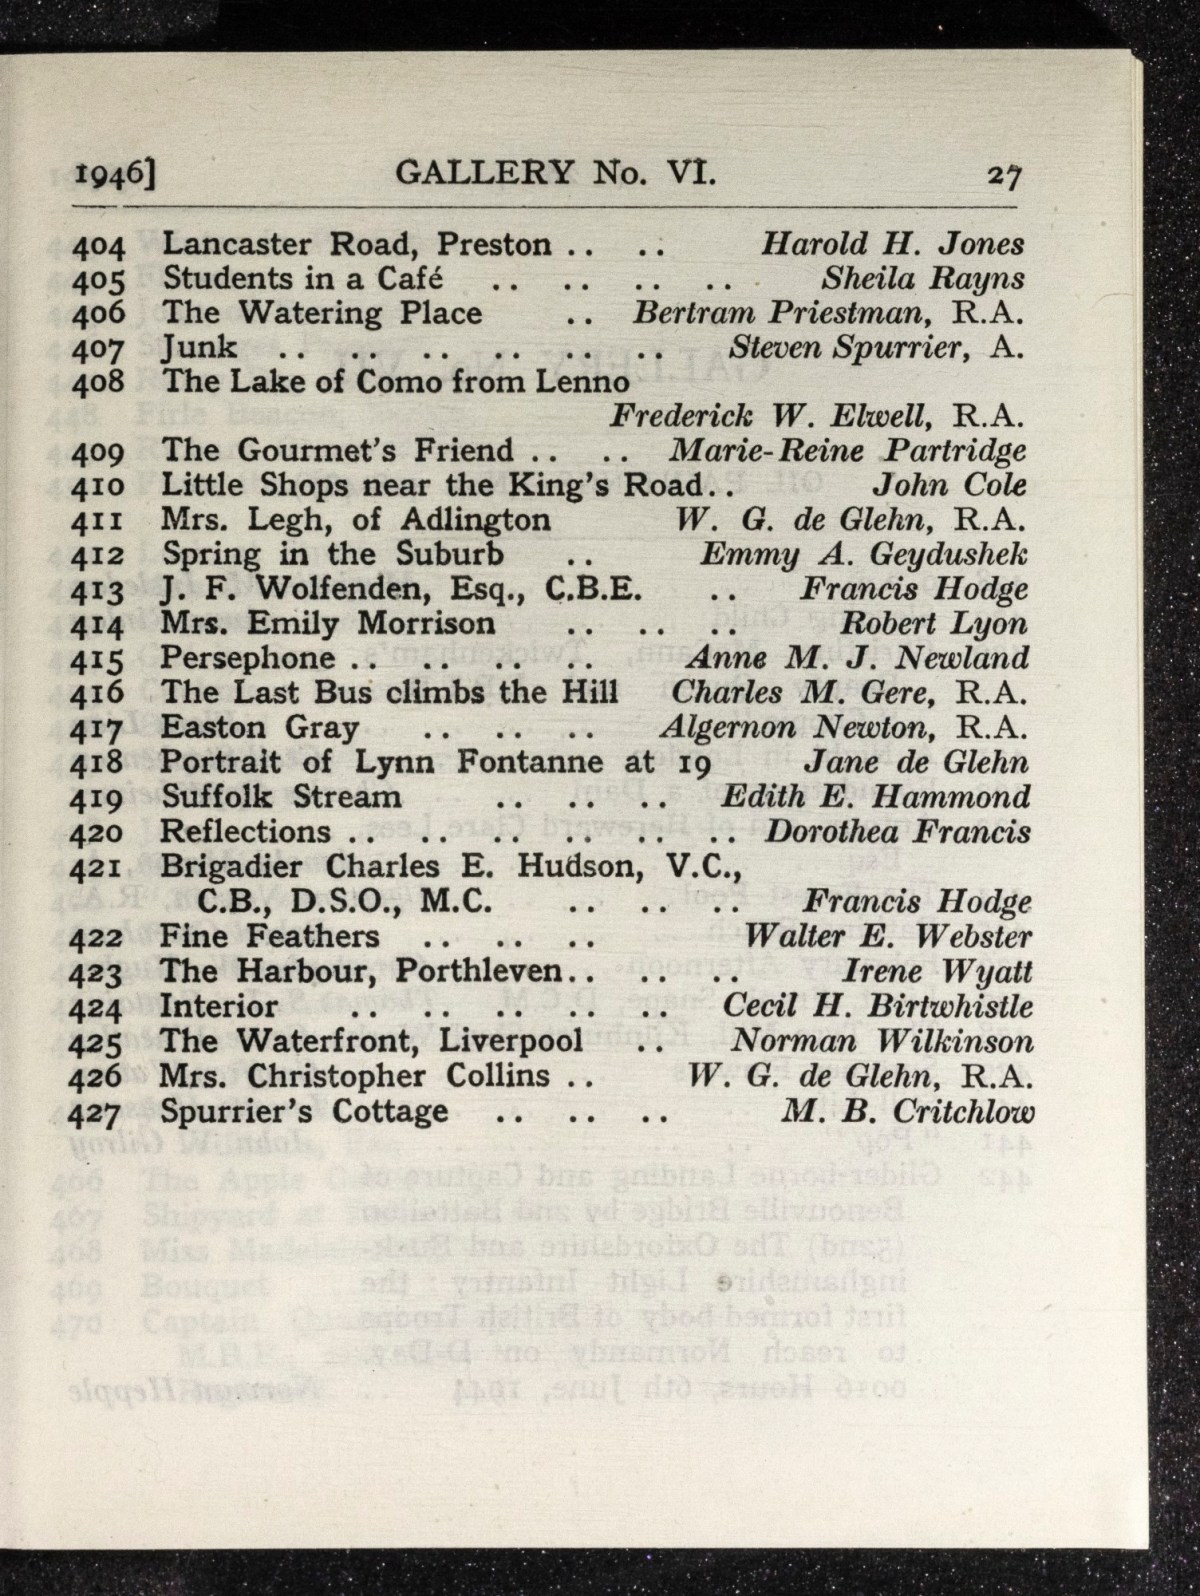 1946] GALLERY No. VI. 27
404 Lancaster Road, Preston .. .. Harold H. Jones
405 Students in a Café .. .. .. .. Sheila Rayns
406 The Watering Place .. Bertram Priestman, R.A.
407 Junk .. .. .. .. .. .. Steven Spurrier, A.
408 The Lake of Como from Lenno
Frederick W. Elwell, R.A.
409 The Gourmet's Friend .. .. Marie-Reine Partridge
410 Little Shops near the King's Road.. John Cole
411 Mrs. Legh, of Adlington W. G. de Glehn, R.A.
412 Spring in the Suburb .. Emmy A. Geydushek
413 J. F. Wolfenden, Esq., C.B.E. .. Francis Hodge
414 Mrs. Emily Morrison .. .. .. Robert Lyon
415 Persephone .. .. .. .. Anne M. J. Newland
416 The Last Bus climbs the Hill Charles M. Gere, R.A.
417 Easton Gray .. .. .. Algernon Newton, R.A.
418 Portrait of Lynn Fontanne at 19 Jane de Glehn
419 Suffolk Stream .. .. .. Edith E. Hammond
420 Reflections .. .. .. .. .. .. Dorothea Francis
421 Brigadier Charles E. Hudson, V.C.,
C.B., D.S.O., M.C. .. .. .. Francis Hodge
422 Fine Feathers .. .. .. Walter E. Webster
423 The Harbour, Porthleven.. .. .. Irene Wyatt
424 Interior .. .. .. .. .. Cecil H. Birtwhistle
425 The Waterfront, Liverpool .. Norman Wilkinson
426 Mrs. Christopher Collins .. W. G. de Glehn, R.A.
427 Spurrier's Cottage .. .. .. M. B. Critchlow